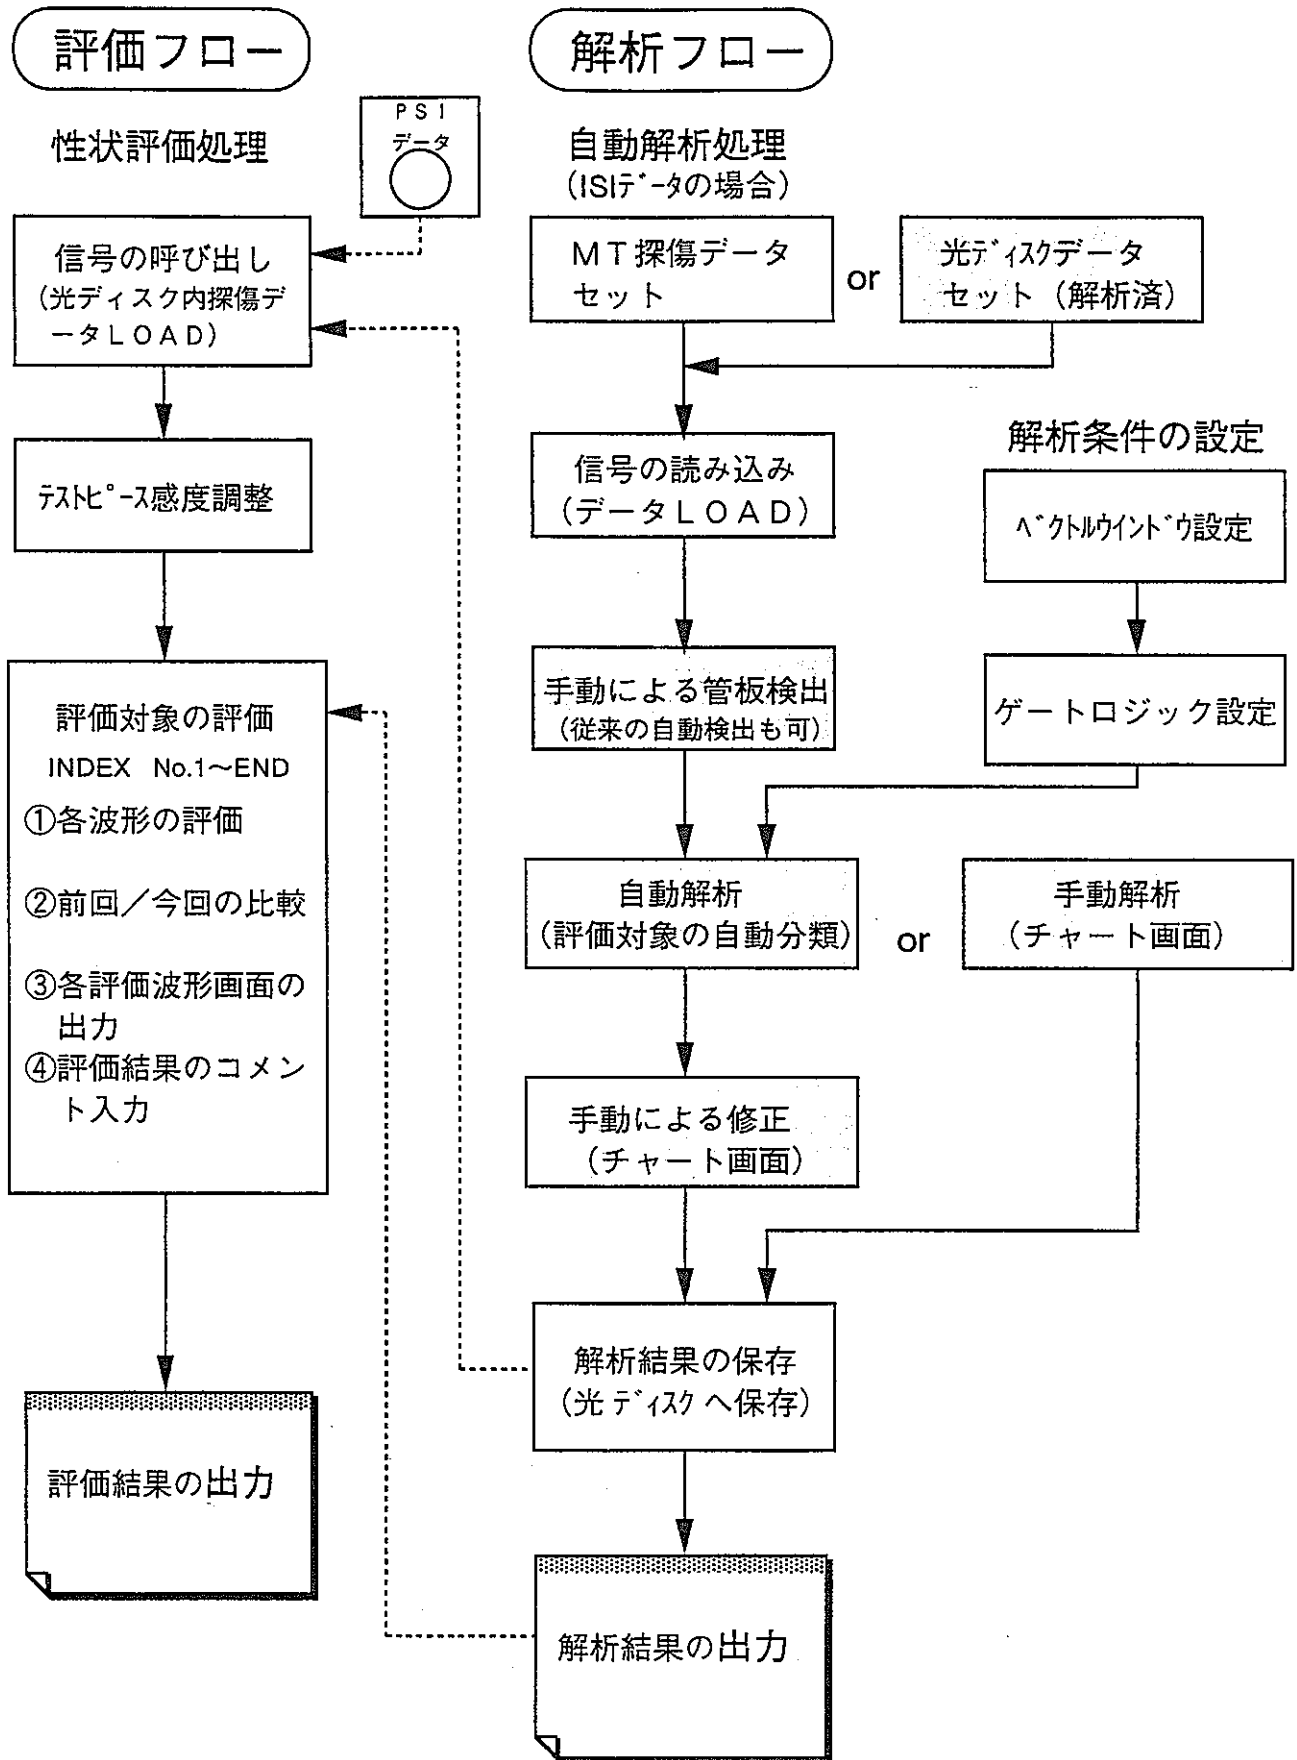 評価フロー
性状評価処理
PSI
データ
信号の呼び出し
(光ディスク内探傷デ
ータLOAD)
テストピース感度調整
評価対象の評価
INDEX No.1〜END
①各波形の評価
②前回/今回の比較
③各評価波形画面の
出力
④評価結果のコメン
ト入力
評価結果の出力
解析フロー
自動解析処理
(ISIデータの場合)
MT探傷データ
セット
or
光ディスクデータ
セット(解析済)
信号の読み込み
(データLOAD)
解析条件の設定
ベクトルウインドウ設定
ゲートロジック設定
手動による管板検出
(従来の自動検出も可)
自動解析
(評価対象の自動分類)
or
手動解析
(チャート画面)
手動による修正
(チャート画面)
解析結果の保存
(光ディスクへ保存)
解析結果の出力